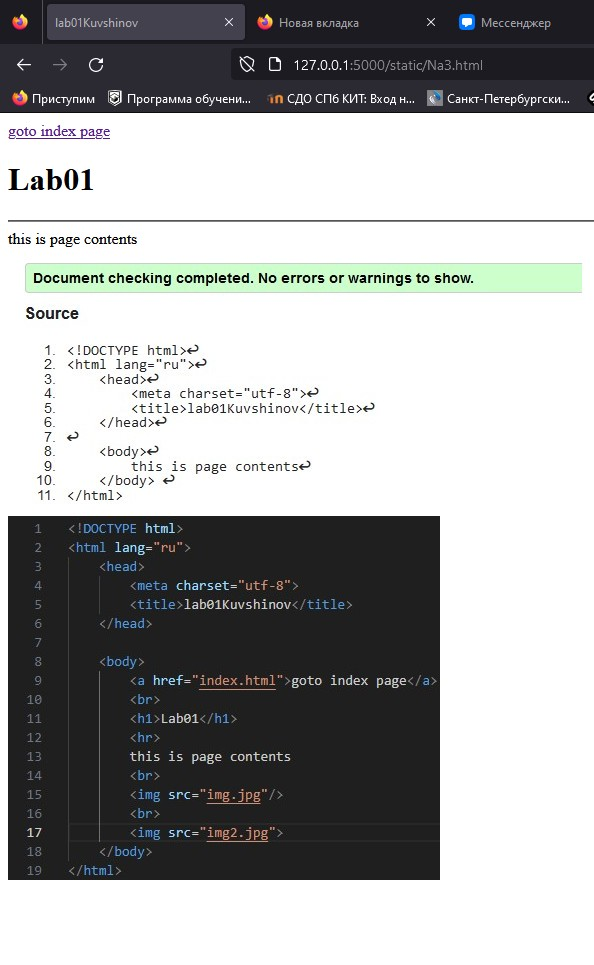 lab01Kuvshinov
Новая вкладка
Мессенджер
127.0.0.1:5000/static/Na3.html
Приступим
Программа обучени...
СДО СПб КИТ: Вход н...
Санкт-Петербургски...
goto index page
Lab01
this is page contents
Document checking completed. No errors or warnings to show.
Source
1. <!DOCTYPE html>↩
2. <html lang="ru">↩
3. <head>↩
4. <meta charset="utf-8">↩
5. <title>lab01Kuvshinov</title>↩
6. </head>↩
7. ↩
8. <body>↩
9. this is page contents↩
10. </body> ↩
11. </html>
1 <!DOCTYPE html>
2 <html lang="ru">
3 <head>
4 <meta charset="utf-8">
5 <title>lab01Kuvshinov</title>
6 </head>
7
8 <body>
9 <a href="index.html">goto index page</a>
10 <br>
11 <h1>Lab01</h1>
12 <hr>
13 this is page contents
14 <br>
15 <img src="img.jpg"/>
16 <br>
17 <img src="img2.jpg">
18 </body>
19 </html>